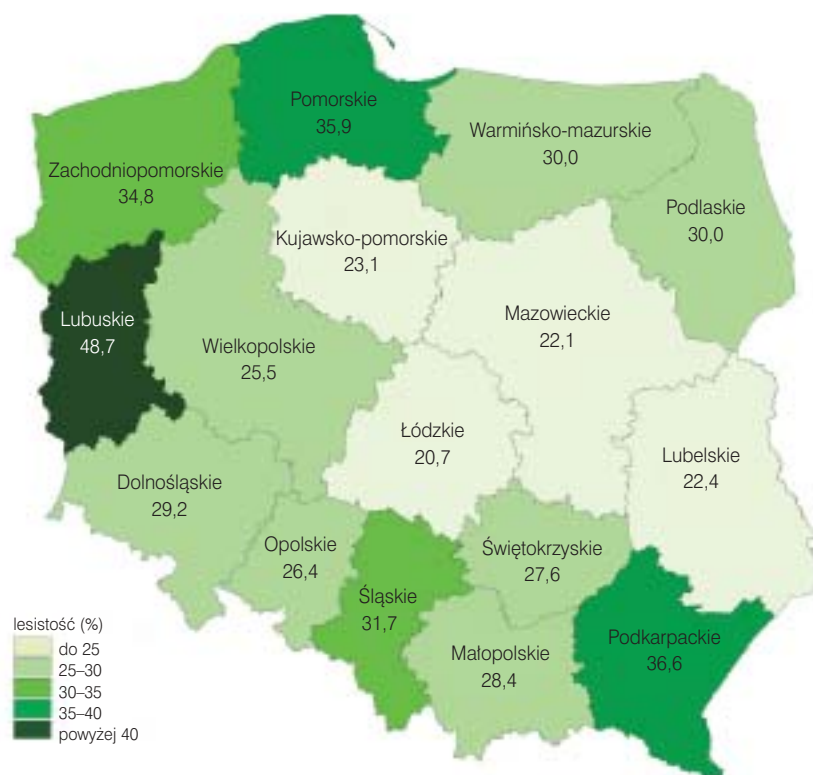 Pomorskie
35,9
Warmińsko-mazurskie
30,0
Zachodniopomorskie
34,8
Podlaskie
30,0
Kujawsko-pomorskie
23,1
Mazowieckie
22,1
Lubuskie
48,7
Wielkopolskie
25,5
Łódzkie
20,7
Lubelskie
22,4
Dolnośląskie
29,2
Opolskie
26,4
Świętokrzyskie
27,6
Śląskie
31,7
Małopolskie
28,4
Podkarpackie
36,6
lesistość (%)
do 25
25–30
30–35
35–40
powyżej 40